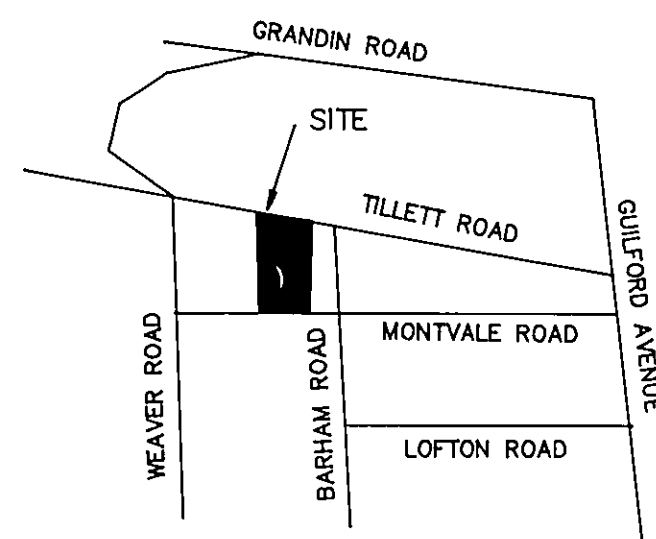 GRANDIN ROAD
SITE
TILLETT ROAD
GUILFORD AVENUE
WEAVER ROAD
BARHAM ROAD
MONTVALE ROAD
LOFTON ROAD